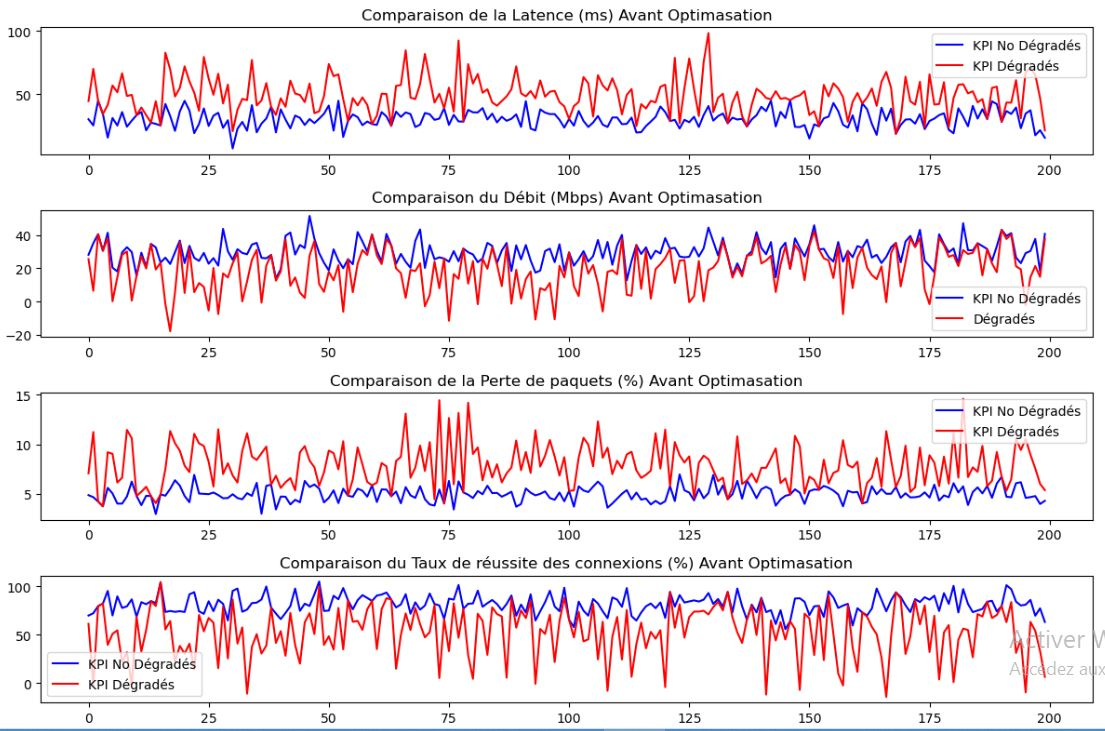 Comparaison de la Latence (ms) Avant Optimasation
100
50
KPI No Dégradés
KPI Dégradés
0 25 50 75 100 125 150 175 200
Comparaison du Débit (Mbps) Avant Optimasation
40
20
0
−20
KPI No Dégradés
Dégradés
0 25 50 75 100 125 150 175 200
Comparaison de la Perte de paquets (%) Avant Optimasation
15
10
5
KPI No Dégradés
KPI Dégradés
0 25 50 75 100 125 150 175 200
Comparaison du Taux de réussite des connexions (%) Avant Optimasation
100
50
0
KPI No Dégradés
KPI Dégradés
Activer W
Accédez aux
0 25 50 75 100 125 150 175 200